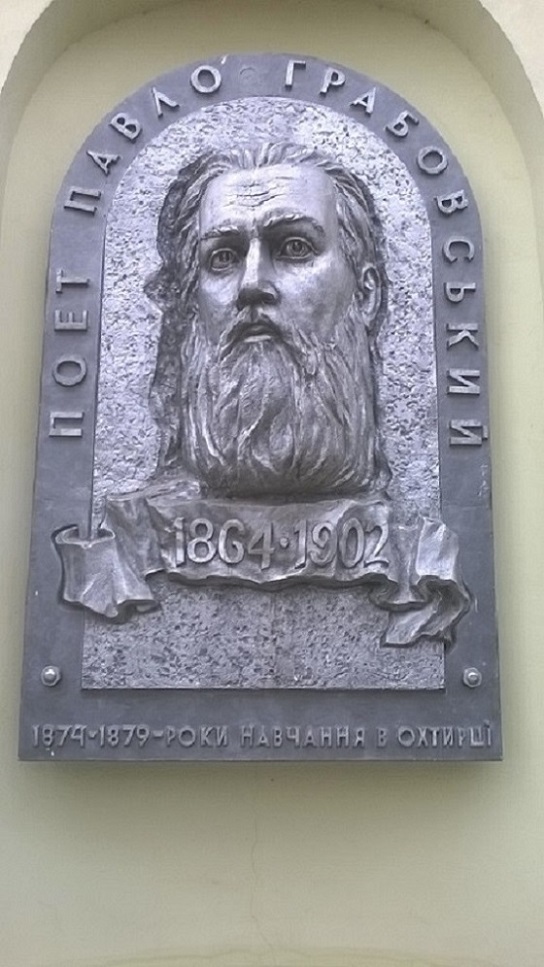 ПОЕТ ПАВЛО ГРАБОВСЬКИЙ
1864·1902
1874-1879-РОКИ НАВЧАННЯ В ОХТИРЦІ